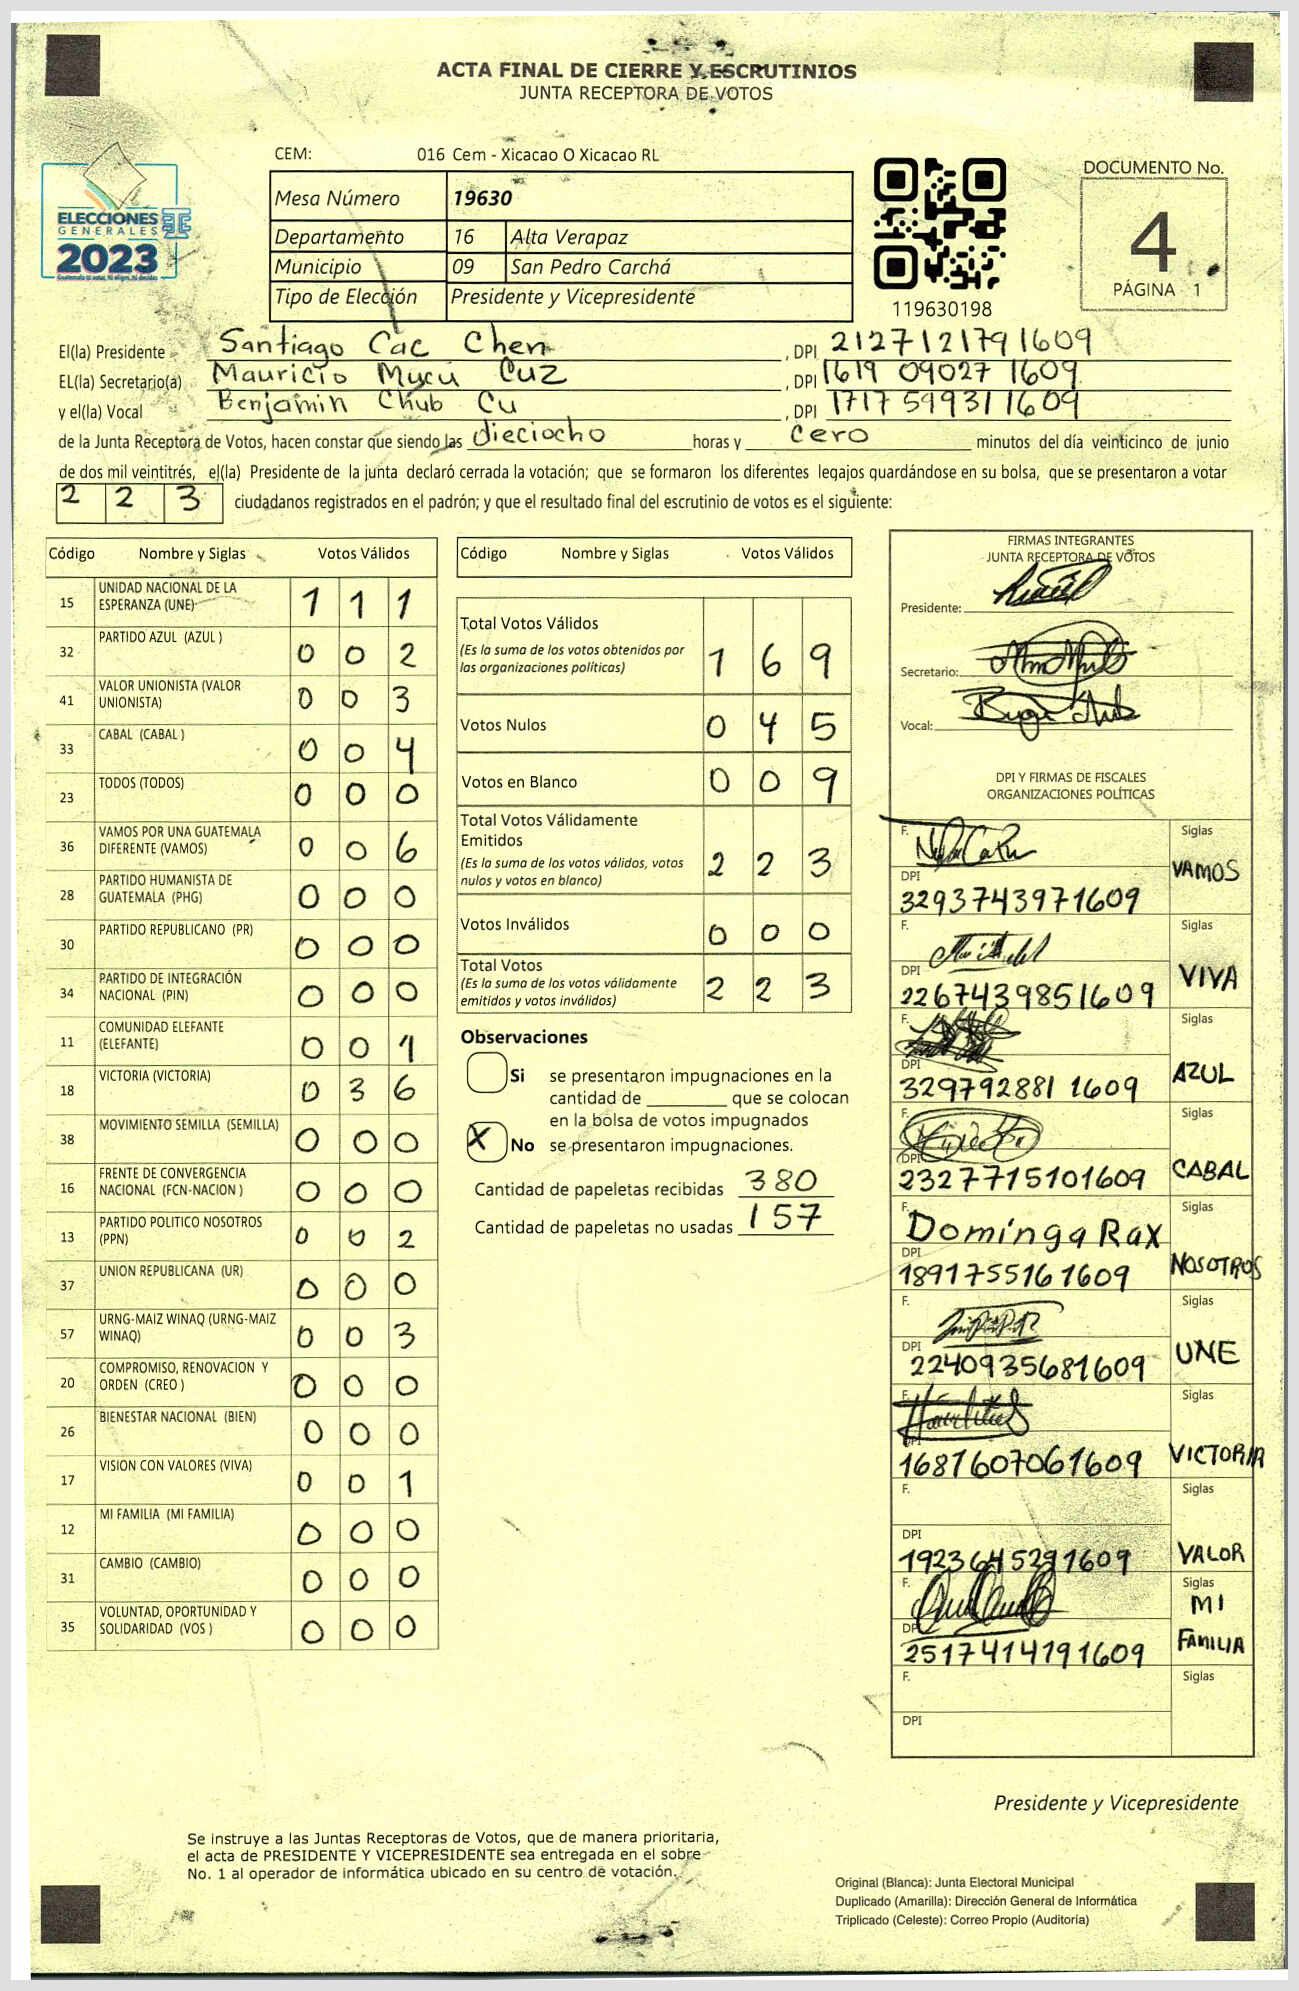 ACTA FINAL DE CIERRE Y ESCRUTINIOS
JUNTA RECEPTORA DE VOTOS
CEM: 016 Cem - Xicacao O Xicacao RL
ELECCIONES
GENERALES
2023
Mesa Número 19630
Departamento 16 Alta Verapaz
Municipio 09 San Pedro Carchá
Tipo de Elección Presidente y Vicepresidente
119630198
DOCUMENTO No.
4
PÁGINA 1
El(la) Presidente Santiago Cac Chen, DPI 2127121791609
EL(la) Secretario(a) Mauricio Mucú Cuz, DPI 1619 09027 1609
y el(la) Vocal Benjamin Chub Cu, DPI 1717599311609
de la Junta Receptora de Votos, hacen constar que siendo las dieciocho horas y cero minutos del día veinticinco de junio
de dos mil veintitrés, el(la) Presidente de la junta declaró cerrada la votación; que se formaron los diferentes legajos guardándose en su bolsa, que se presentaron a votar
223 ciudadanos registrados en el padrón; y que el resultado final del escrutinio de votos es el siguiente:
Código Nombre y Siglas Votos Válidos
15 UNIDAD NACIONAL DE LA ESPERANZA (UNE) 1 1 1
32 PARTIDO AZUL (AZUL ) 0 0 2
41 VALOR UNIONISTA (VALOR UNIONISTA) 0 0 3
33 CABAL (CABAL ) 0 0 4
23 TODOS (TODOS) 0 0 0
36 VAMOS POR UNA GUATEMALA DIFERENTE (VAMOS) 0 0 6
28 PARTIDO HUMANISTA DE GUATEMALA (PHG) 0 0 0
30 PARTIDO REPUBLICANO (PR) 0 0 0
34 PARTIDO DE INTEGRACIÓN NACIONAL (PIN) 0 0 0
11 COMUNIDAD ELEFANTE (ELEFANTE) 0 0 1
18 VICTORIA (VICTORIA) 0 3 6
38 MOVIMIENTO SEMILLA (SEMILLA) 0 0 0
16 FRENTE DE CONVERGENCIA NACIONAL (FCN-NACION ) 0 0 0
13 PARTIDO POLITICO NOSOTROS (PPN) 0 0 2
37 UNION REPUBLICANA (UR) 0 0 0
57 URNG-MAIZ WINAQ (URNG-MAIZ WINAQ) 0 0 3
20 COMPROMISO, RENOVACION Y ORDEN (CREO ) 0 0 0
26 BIENESTAR NACIONAL (BIEN) 0 0 0
17 VISION CON VALORES (VIVA) 0 0 1
12 MI FAMILIA (MI FAMILIA) 0 0 0
31 CAMBIO (CAMBIO) 0 0 0
35 VOLUNTAD, OPORTUNIDAD Y SOLIDARIDAD (VOS ) 0 0 0
Código Nombre y Siglas Votos Válidos
Total Votos Válidos
(Es la suma de los votos obtenidos por las organizaciones políticas) 1 6 9
Votos Nulos 0 4 5
Votos en Blanco 0 0 9
Total Votos Válidamente Emitidos
(Es la suma de los votos válidos, votos nulos y votos en blanco) 2 2 3
Votos Inválidos 0 0 0
Total Votos
(Es la suma de los votos válidamente emitidos y votos inválidos) 2 2 3
Observaciones
Si se presentaron impugnaciones en la
cantidad de ________ que se colocan
en la bolsa de votos impugnados
X No se presentaron impugnaciones.
Cantidad de papeletas recibidas 380
Cantidad de papeletas no usadas 157
FIRMAS INTEGRANTES
JUNTA RECEPTORA DE VOTOS
Presidente:
Secretario:
Vocal:
DPI Y FIRMAS DE FISCALES
ORGANIZACIONES POLÍTICAS
F. Siglas
DPI 3293743971609 VAMOS
F. Siglas
DPI 2267439851609 VIVA
F. Siglas
DPI 329792881 1609 AZUL
F. Siglas
DPI 2327715101609 CABAL
F. Dominga Rax Siglas
DPI 1891755161609 NOSOTROS
F. Siglas
DPI 2240935681609 UNE
F. Siglas
DPI 1681607061609 VICTORIA
F. Siglas
DPI 1923645291609 VALOR
F. Siglas
DPI 2517414191609 MI FAMILIA
F. Siglas
DPI
Presidente y Vicepresidente
Se instruye a las Juntas Receptoras de Votos, que de manera prioritaria,
el acta de PRESIDENTE Y VICEPRESIDENTE sea entregada en el sobre
No. 1 al operador de informática ubicado en su centro de votación.
Original (Blanca): Junta Electoral Municipal
Duplicado (Amarilla): Dirección General de Informática
Triplicado (Celeste): Correo Propio (Auditoría)